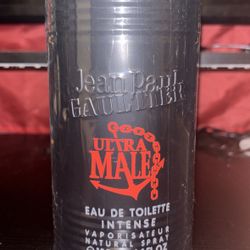 Jean Paul
GAULTIER
ULTRA
MALE
EAU DE TOILETTE
INTENSE
VAPORISATEUR
NATURAL SPRAY